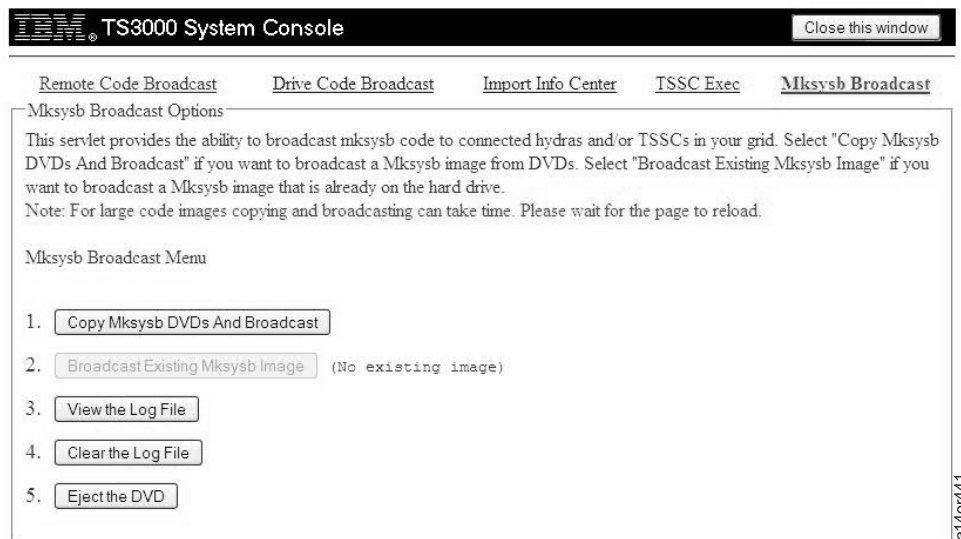 IBM® TS3000 System Console
Close this window
Remote Code Broadcast Drive Code Broadcast Import Info Center TSSC Exec Mksysb Broadcast
Mksysb Broadcast Options
This servlet provides the ability to broadcast mksysb code to connected hydras and/or TSSCs in your grid. Select "Copy Mksysb
DVDs And Broadcast" if you want to broadcast a Mksysb image from DVDs. Select "Broadcast Existing Mksysb Image" if you
want to broadcast a Mksysb image that is already on the hard drive.
Note: For large code images copying and broadcasting can take time. Please wait for the page to reload.
Mksysb Broadcast Menu
1. Copy Mksysb DVDs And Broadcast
2. Broadcast Existing Mksysb Image (No existing image)
3. View the Log File
4. Clear the Log File
5. Eject the DVD